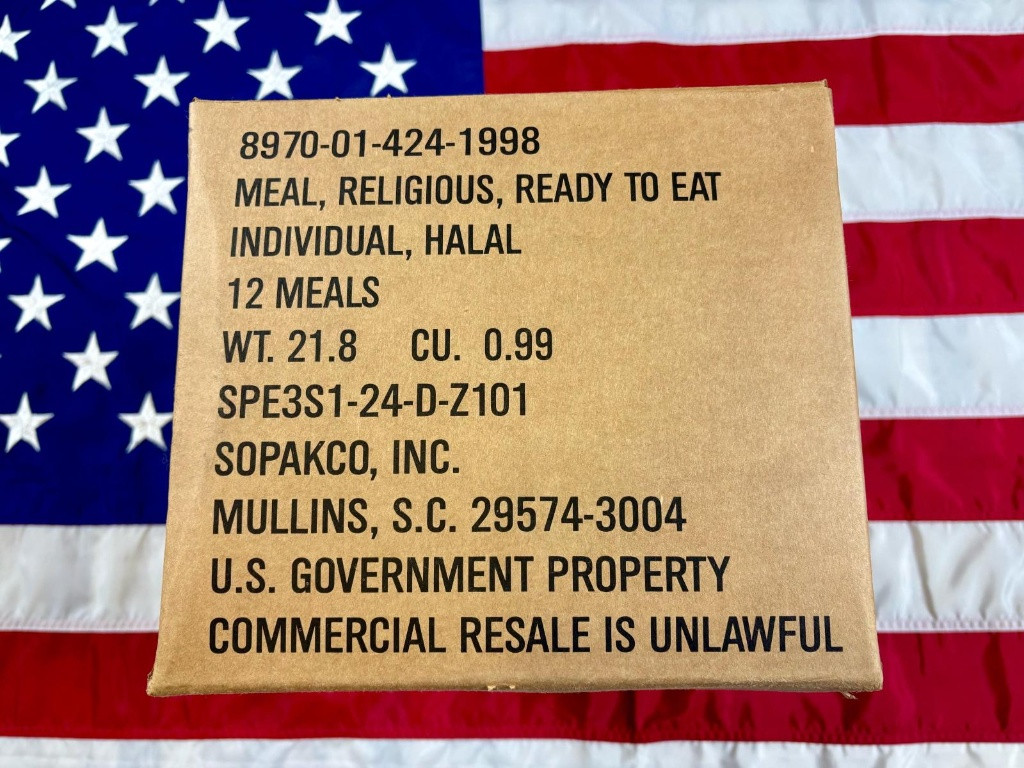 8970-01-424-1998
MEAL, RELIGIOUS, READY TO EAT
INDIVIDUAL, HALAL
12 MEALS
WT. 21.8 CU. 0.99
SPE3S1-24-D-Z101
SOPAKCO, INC.
MULLINS, S.C. 29574-3004
U.S. GOVERNMENT PROPERTY
COMMERCIAL RESALE IS UNLAWFUL